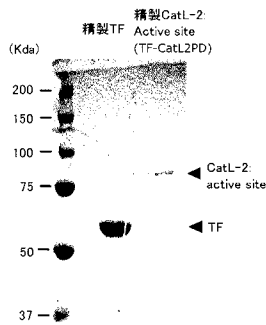 精製CatL-2:
精製TF Active site
(Kda) (TF-CatL2PD)
200
150
100
CatL-2:
75 active site
TF
50
37